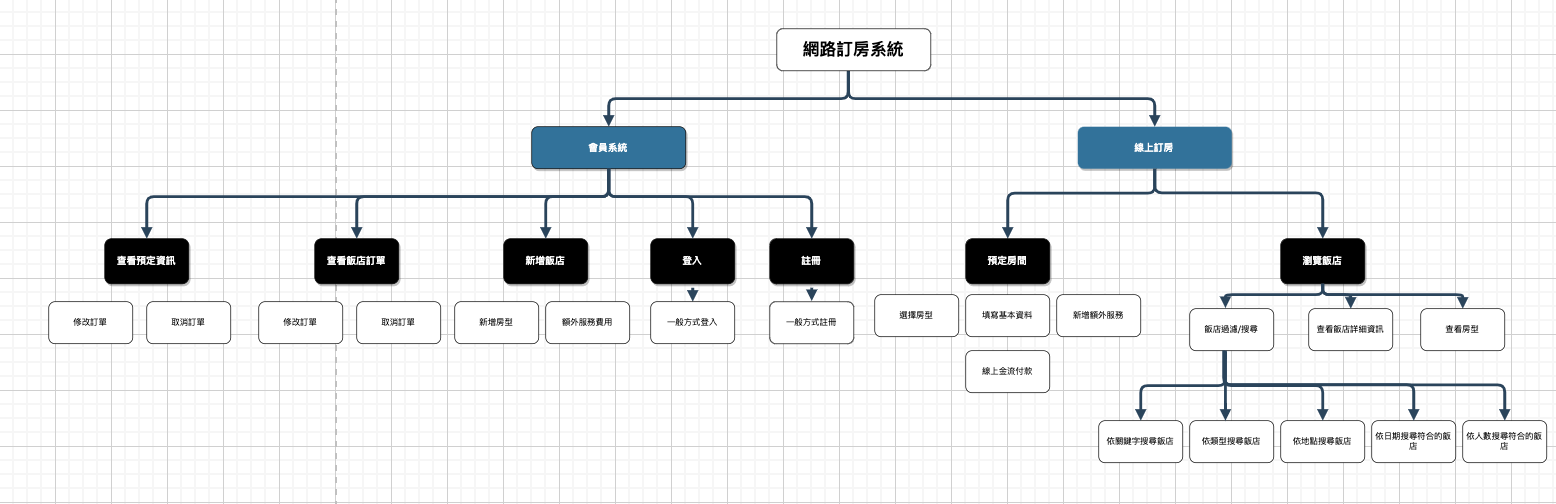 網路訂房系統
會員系統
線上訂房
查看預定資訊
查看飯店訂單
新增飯店
登入
註冊
預定房間
瀏覽飯店
修改訂單
取消訂單
修改訂單
取消訂單
新增房型
額外服務費用
一般方式登入
一般方式註冊
選擇房型
填寫基本資料
新增額外服務
飯店過濾/搜尋
查看飯店詳細資訊
查看房型
線上金流付款
依關鍵字搜尋飯店
依類型搜尋飯店
依地點搜尋飯店
依日期搜尋符合的飯
店
依人數搜尋符合的飯
店